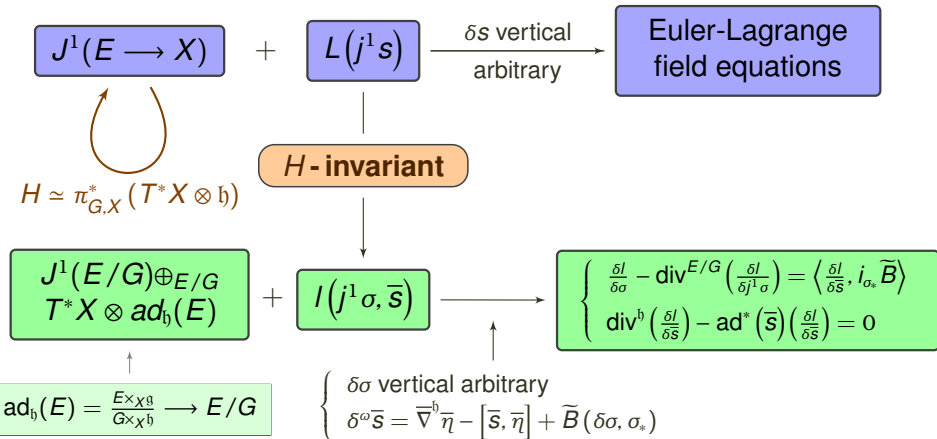 J¹(E ⟶ X) + L(j¹s) δs vertical arbitrary Euler-Lagrange
field equations
H - invariant
H ≃ π*_{G,X}(T*X ⊗ 𝔥)
J¹(E/G)⊕_{E/G}
T*X ⊗ ad_𝔥(E)
+ l(j¹σ, s̅)
δl/δσ − div^{E/G}(δl/δj¹σ) = ⟨δl/δs̅, i_{σ*}B̃⟩
div^𝔥(δl/δs̅) − ad*(s̅)(δl/δs̅) = 0
ad_𝔥(E) = E×_X𝔤/G×_X𝔥 ⟶ E/G
δσ vertical arbitrary
δ^ω s̅ = ∇̅^𝔥 η̅ − [s̅, η̅] + B̃(δσ, σ_*)